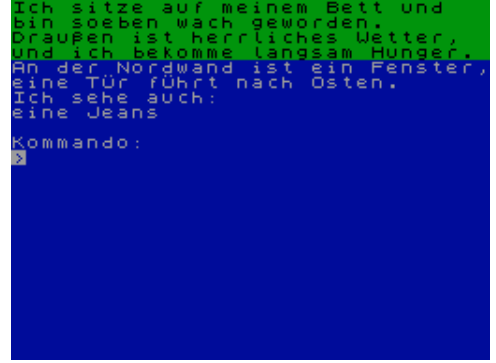 Ich sitze auf meinem Bett und
bin soeben wach geworden.
Draußen ist herrliches Wetter,
und ich bekomme langsam Hunger.
An der Nordwand ist ein Fenster,
eine Tür führt nach Osten.
Ich sehe auch:
eine Jeans
Kommando:
>